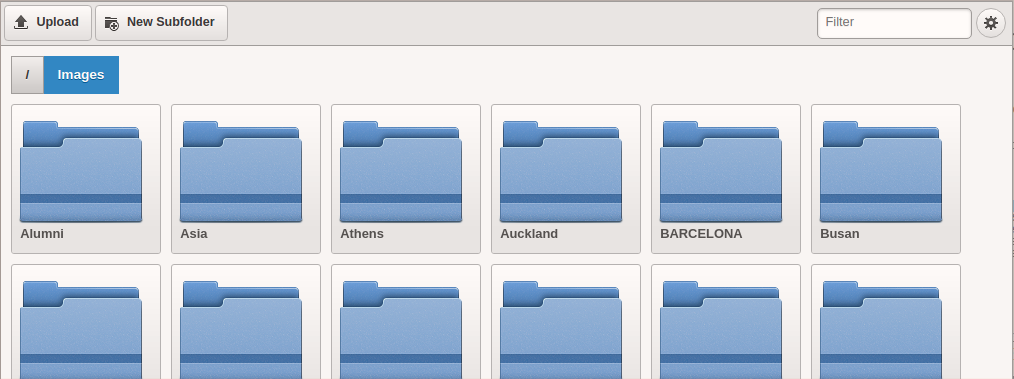 Upload New Subfolder Filter
/ Images
Alumni Asia Athens Auckland BARCELONA Busan